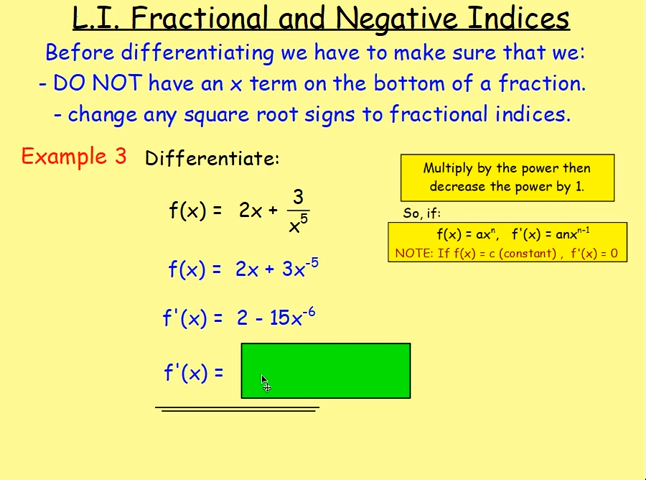 L.I. Fractional and Negative Indices
Before differentiating we have to make sure that we:
- DO NOT have an x term on the bottom of a fraction.
- change any square root signs to fractional indices.
Example 3 Differentiate:
f(x) = 2x + 3/x⁵
f(x) = 2x + 3x⁻⁵
f'(x) = 2 - 15x⁻⁶
f'(x) =
Multiply by the power then
decrease the power by 1.
So, if:
f(x) = axⁿ, f'(x) = anxⁿ⁻¹
NOTE: If f(x) = c (constant) , f'(x) = 0